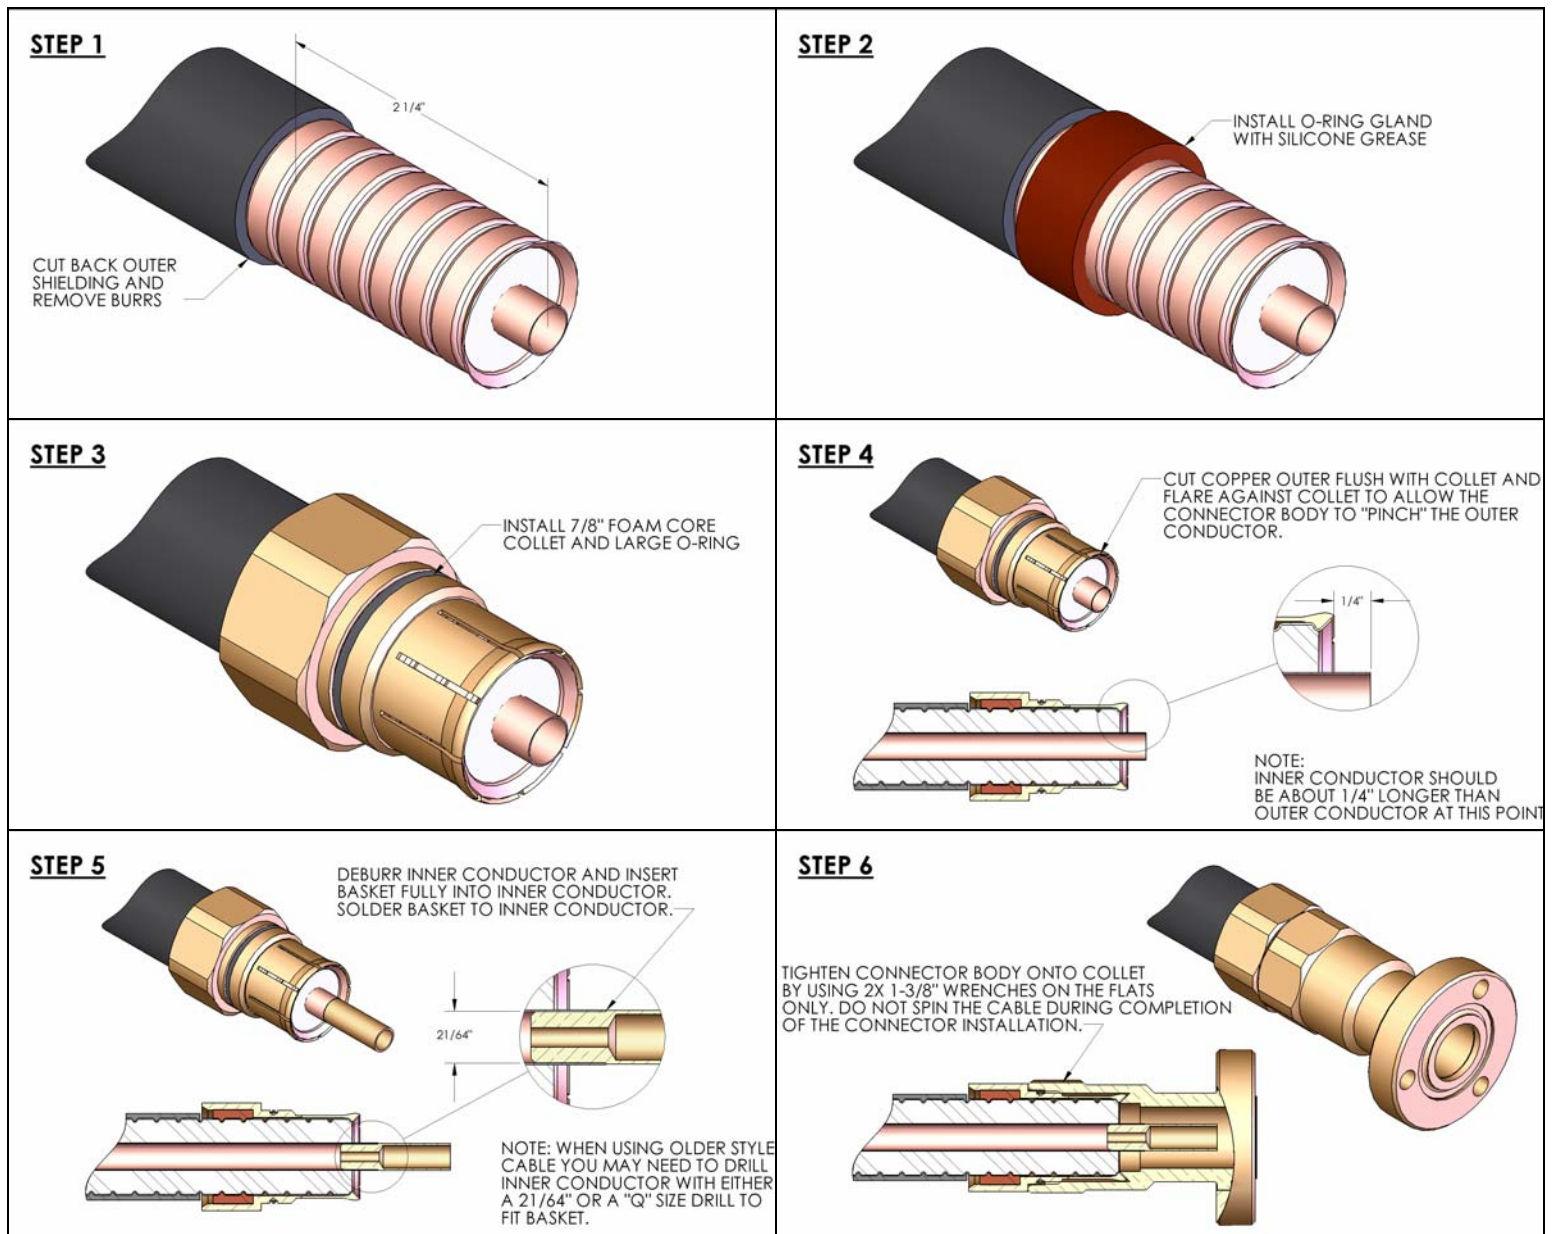 STEP 1
2 1/4"
CUT BACK OUTER
SHIELDING AND
REMOVE BURRS
STEP 2
INSTALL O-RING GLAND
WITH SILICONE GREASE
STEP 3
INSTALL 7/8" FOAM CORE
COLLET AND LARGE O-RING
STEP 4
CUT COPPER OUTER FLUSH WITH COLLET AND
FLARE AGAINST COLLET TO ALLOW THE
CONNECTOR BODY TO "PINCH" THE OUTER
CONDUCTOR.
1/4"
NOTE:
INNER CONDUCTOR SHOULD
BE ABOUT 1/4" LONGER THAN
OUTER CONDUCTOR AT THIS POINT
STEP 5
DEBURR INNER CONDUCTOR AND INSERT
BASKET FULLY INTO INNER CONDUCTOR.
SOLDER BASKET TO INNER CONDUCTOR.
21/64"
NOTE: WHEN USING OLDER STYLE
CABLE YOU MAY NEED TO DRILL
INNER CONDUCTOR WITH EITHER
A 21/64" OR A "Q" SIZE DRILL TO
FIT BASKET.
STEP 6
TIGHTEN CONNECTOR BODY ONTO COLLET
BY USING 2X 1-3/8" WRENCHES ON THE FLATS
ONLY. DO NOT SPIN THE CABLE DURING COMPLETION
OF THE CONNECTOR INSTALLATION.